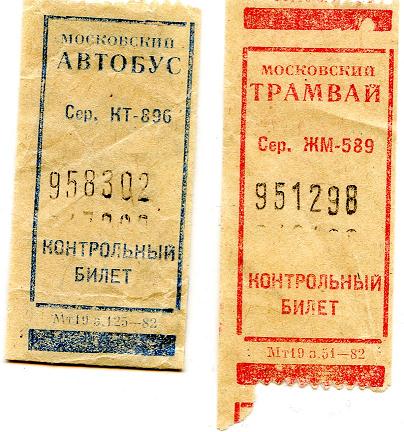 МОСКОВСКИЙ
АВТОБУС
Сер. КТ-896
958302
КОНТРОЛЬНЫЙ
БИЛЕТ
Мт19 з.125—82
МОСКОВСКИЙ
ТРАМВАЙ
Сер. ЖМ-589
951298
КОНТРОЛЬНЫЙ
БИЛЕТ
Мт19 з.51—82